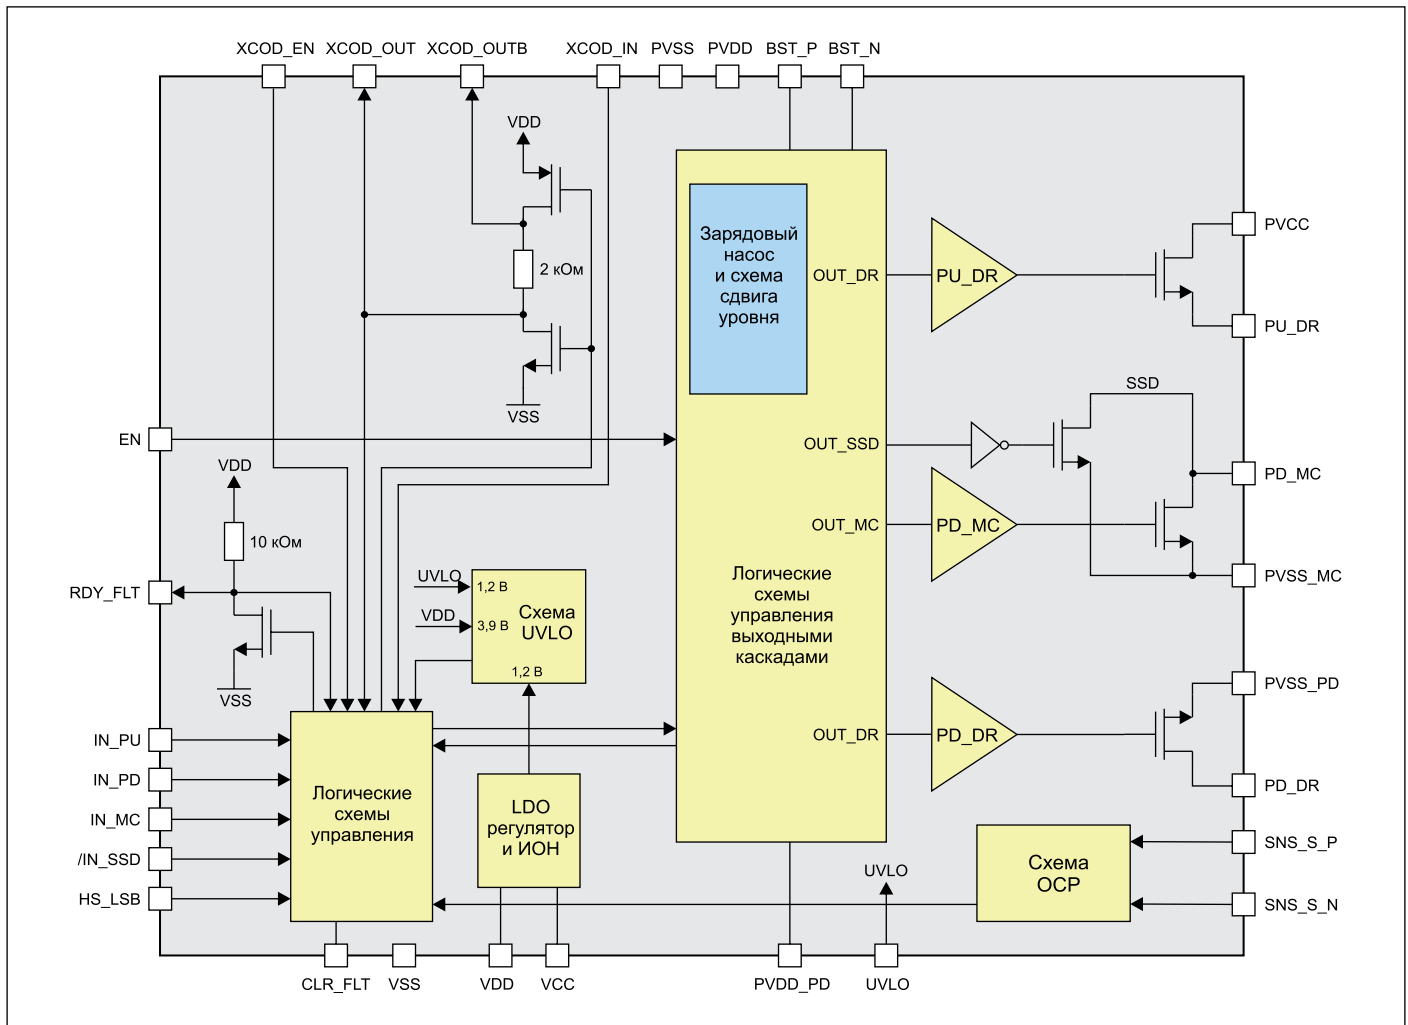 XCOD_EN XCOD_OUT XCOD_OUTB XCOD_IN PVSS PVDD BST_P BST_N
VDD
2 кОм
VSS
Зарядовый
насос
и схема
сдвига
уровня
OUT_DR
PU_DR
PVCC
PU_DR
SSD
EN
OUT_SSD
VDD
10 кОм
PD_MC
OUT_MC
PD_MC
RDY_FLT
VSS
UVLO
1,2 В
VDD
3,9 В
Схема
UVLO
1,2 В
Логические
схемы
управления
выходными
каскадами
PVSS_MC
PVSS_PD
OUT_DR
PD_DR
PD_DR
IN_PU
IN_PD
IN_MC
/IN_SSD
HS_LSB
Логические
схемы
управления
LDO
регулятор
и ИОН
UVLO
Схема
OCP
SNS_S_P
SNS_S_N
CLR_FLT VSS VDD VCC PVDD_PD UVLO